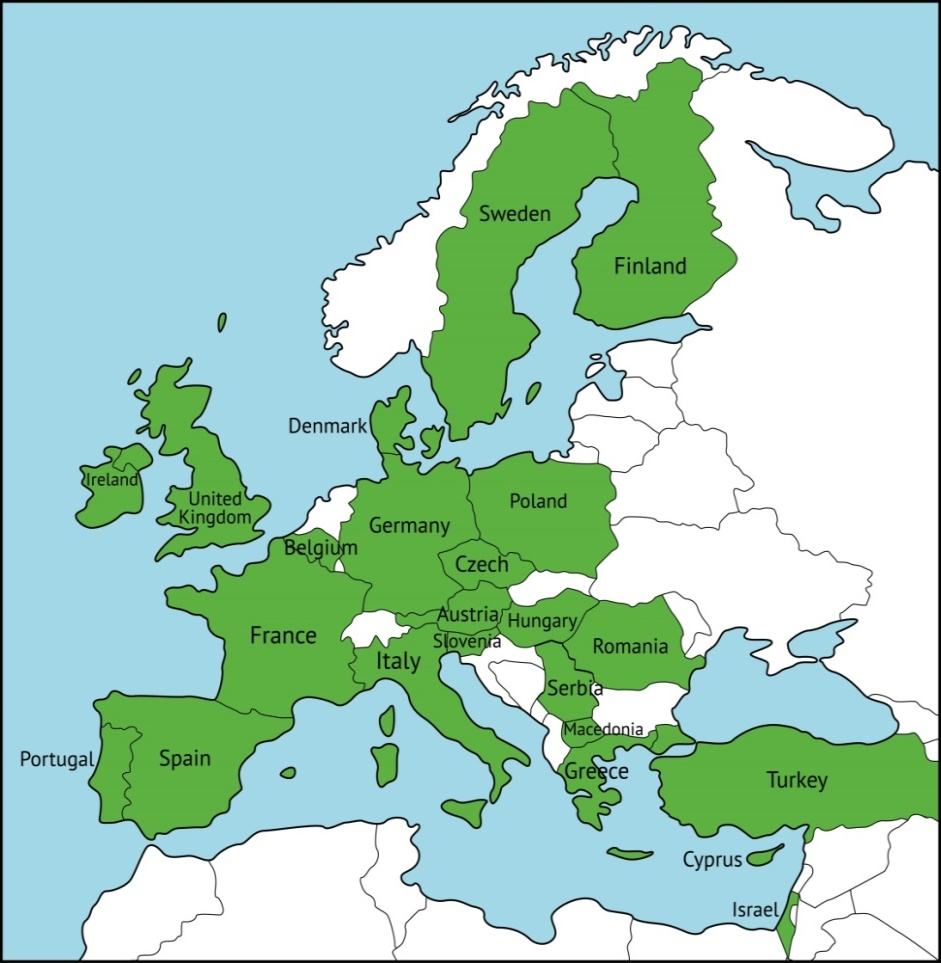 Sweden
Finland
Denmark
Ireland
United
Kingdom
Poland
Germany
Belgium
Czech
Austria
Hungary
France
Slovenia
Romania
Italy
Serbia
Macedonia
Portugal
Spain
Greece
Turkey
Cyprus
Israel